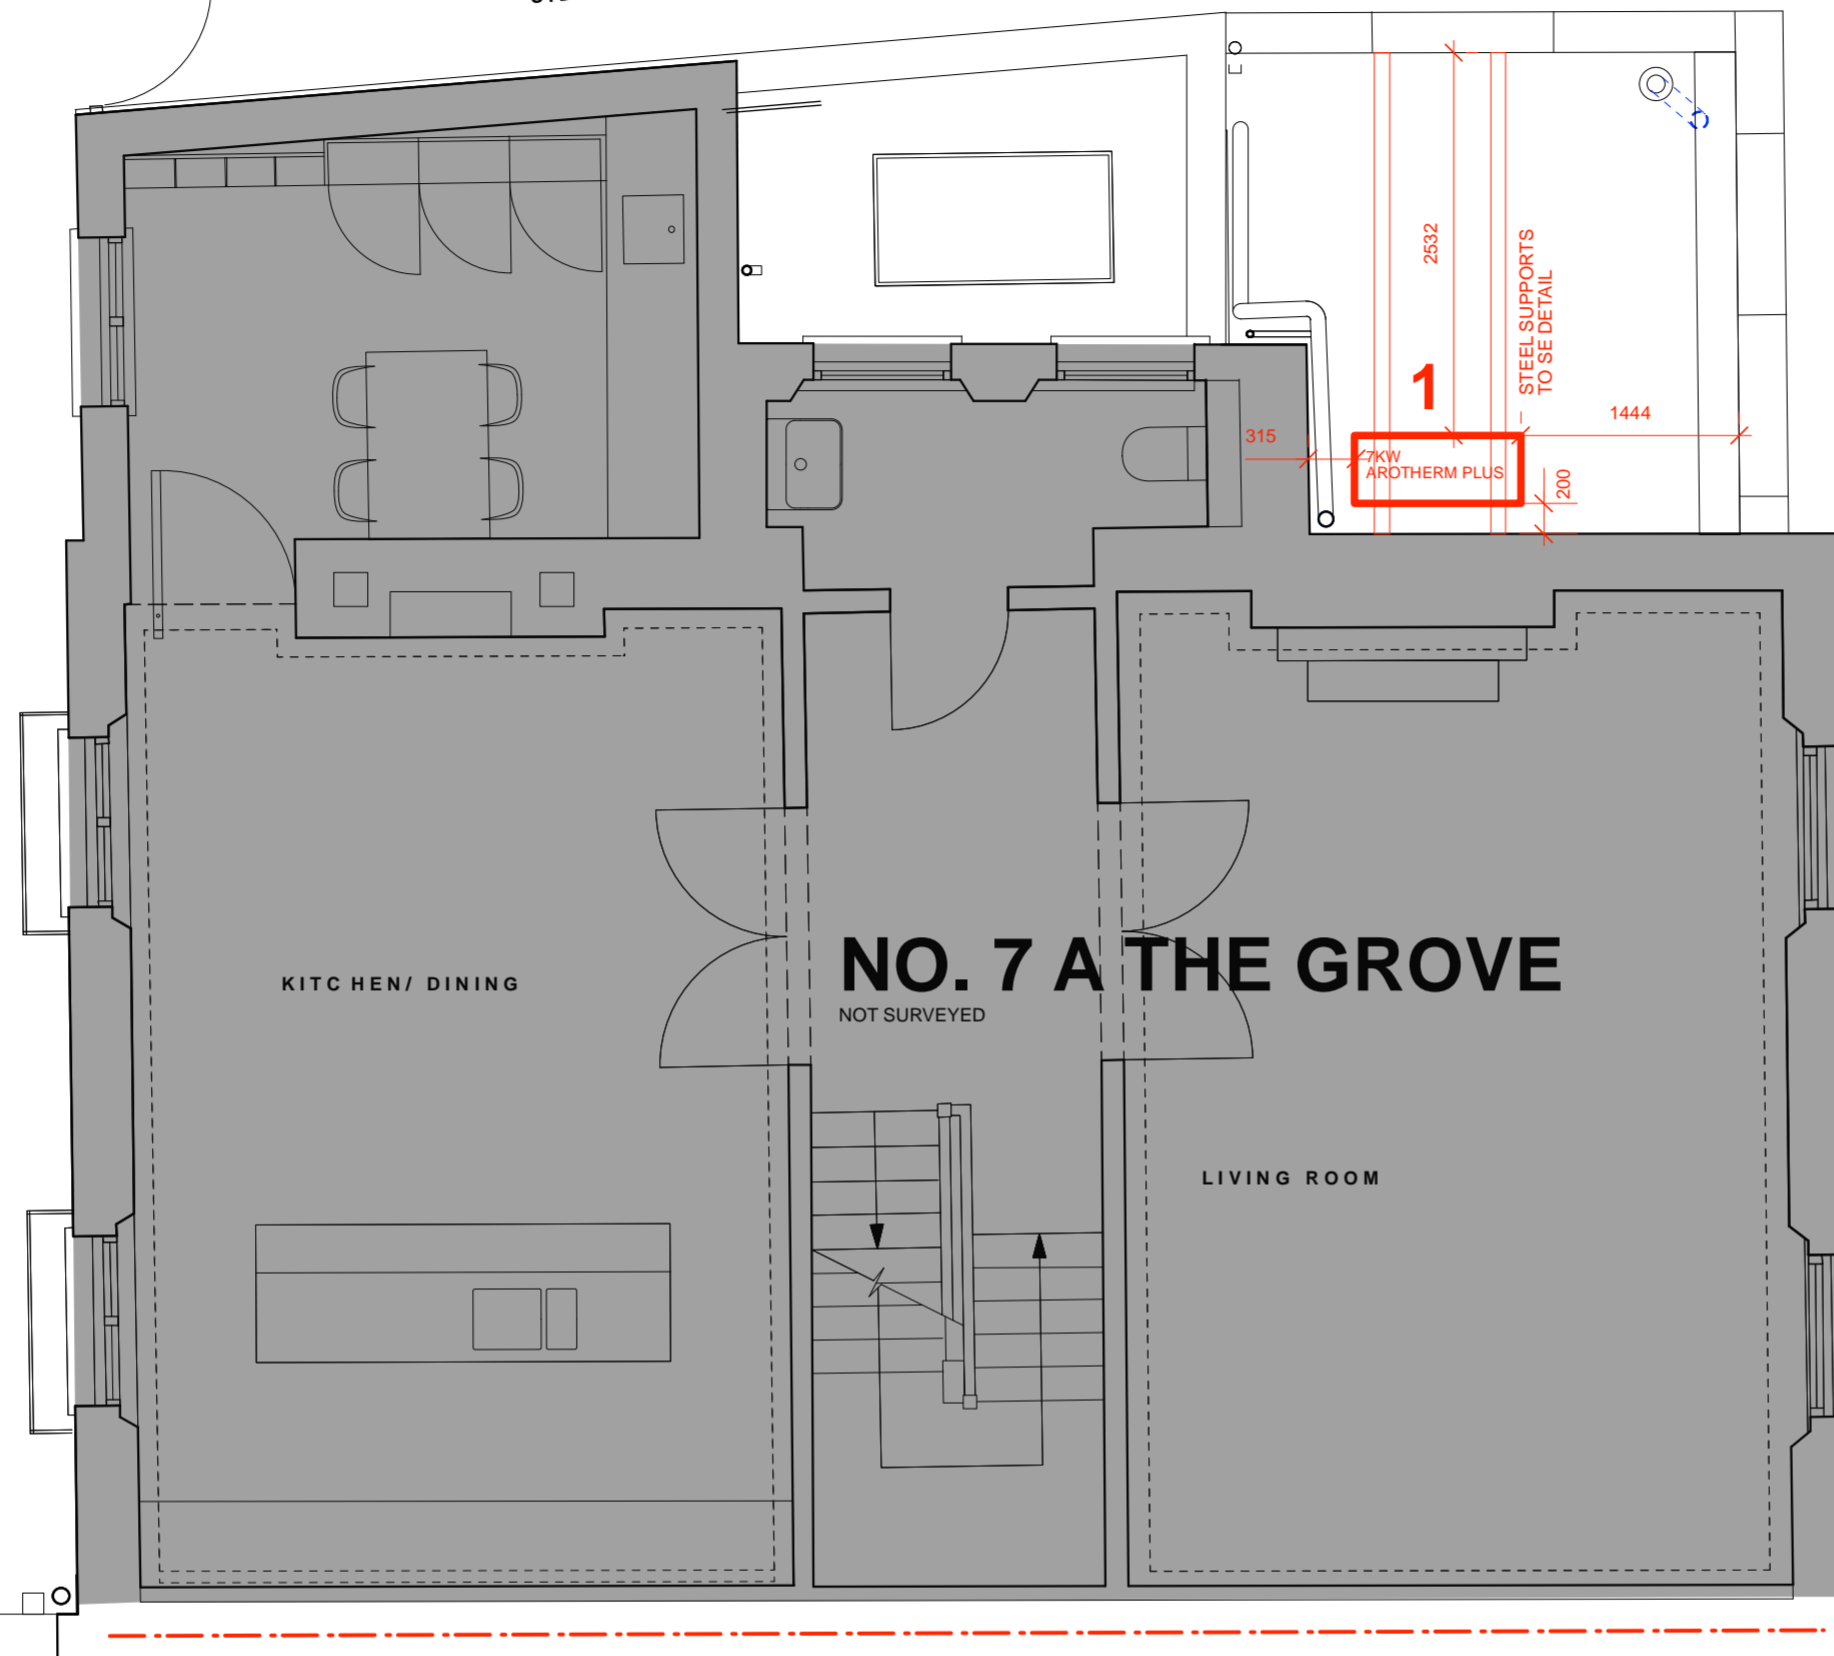 2532
STEEL SUPPORTS
TO SE DETAIL
1
1444
315
7KW
AROTHERM PLUS
200
NO. 7 A THE GROVE
NOT SURVEYED
KITCHEN/ DINING
LIVING ROOM